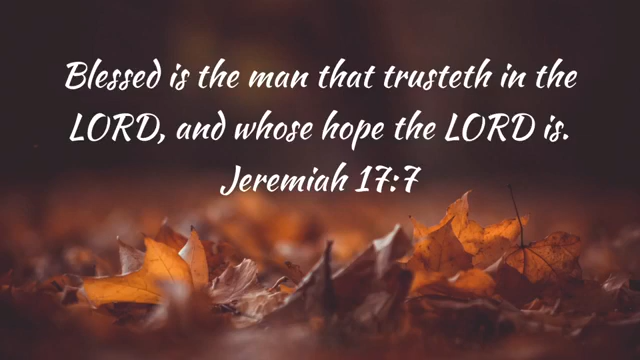 Blessed is the man that trusteth in the
LORD, and whose hope the LORD is.
Jeremiah 17:7